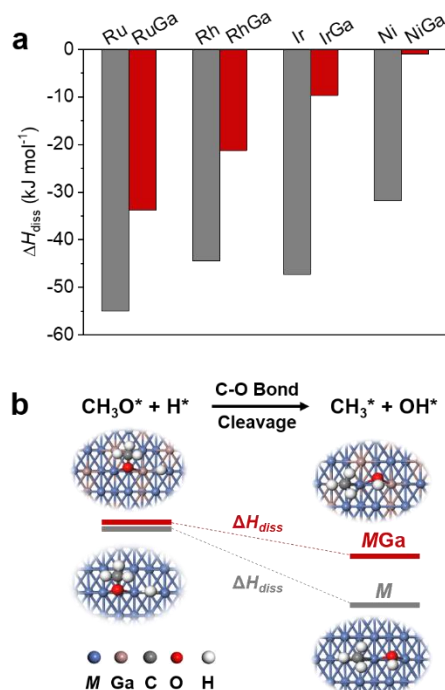 a
Ru RuGa Rh RhGa Ir IrGa Ni NiGa
0
-10
-20
-30
-40
-50
-60
ΔHdiss (kJ mol⁻¹)
b
CH₃O* + H* C-O Bond Cleavage CH₃* + OH*
ΔHdiss
MGa
ΔHdiss
M
M Ga C O H